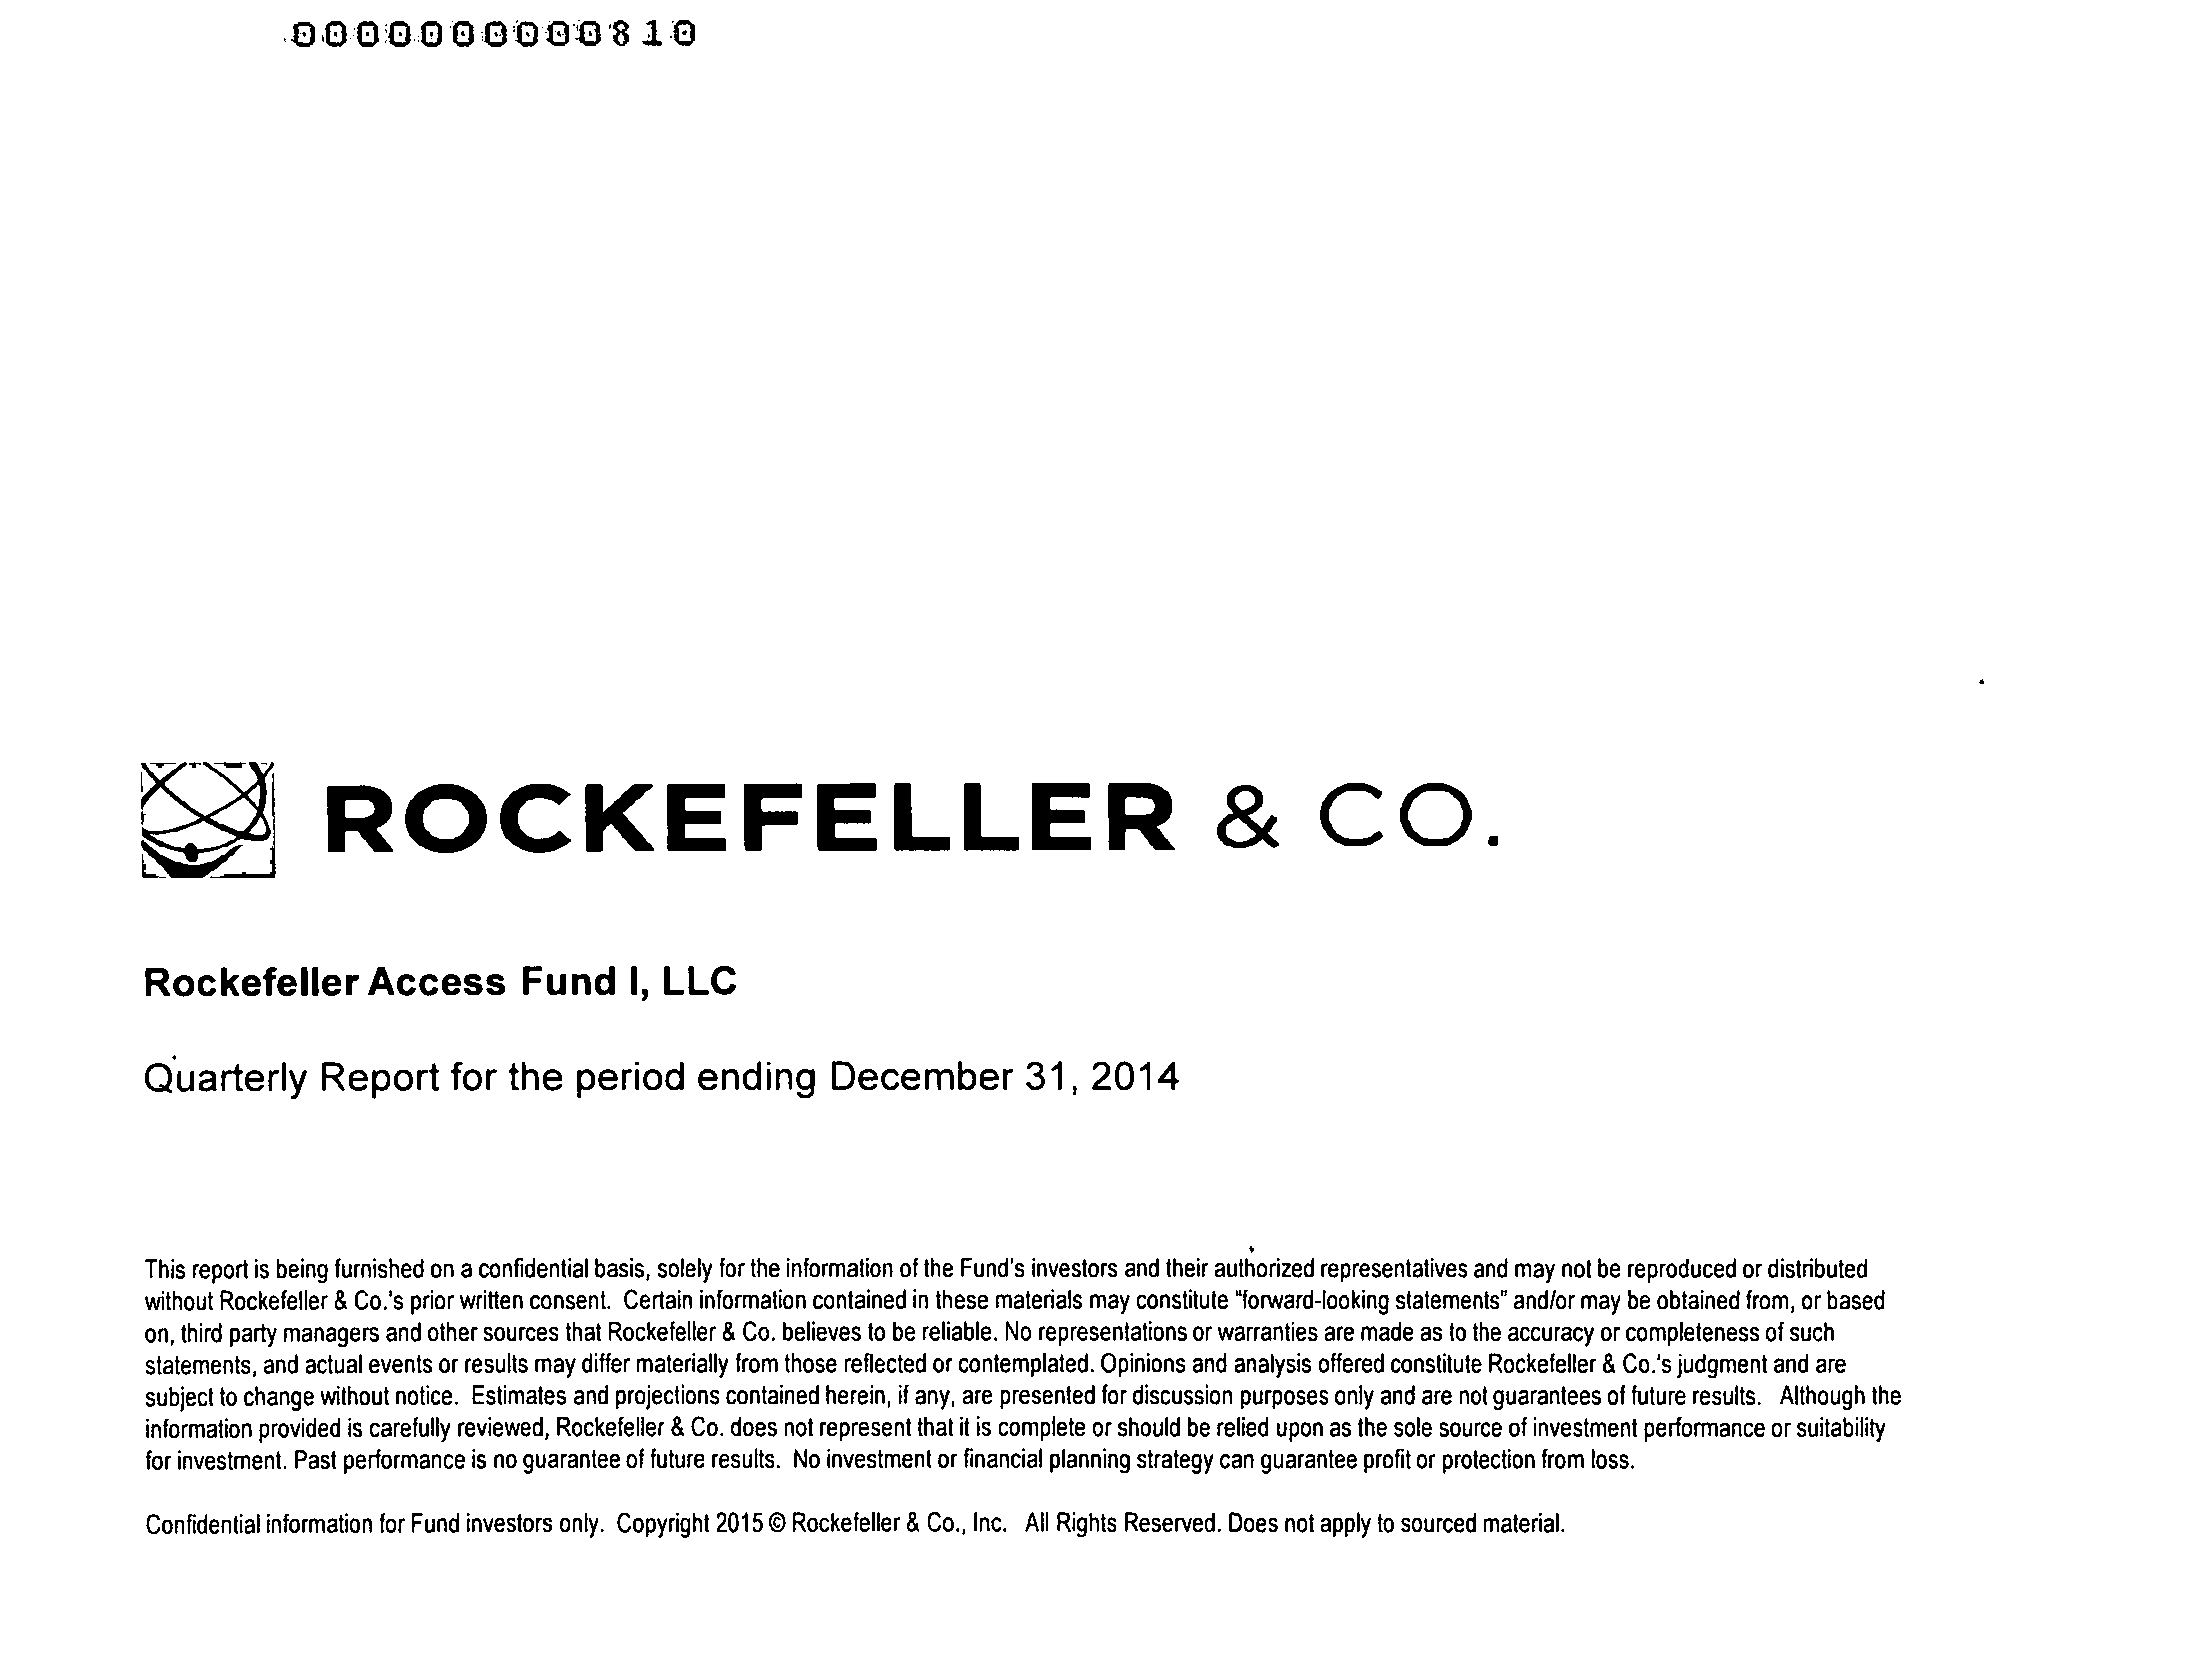 0000000000810
ROCKEFELLER & CO.
Rockefeller Access Fund I, LLC
Quarterly Report for the period ending December 31, 2014
This report is being furnished on a confidential basis, solely for the information of the Fund's investors and their authorized representatives and may not be reproduced or distributed
without Rockefeller & Co.'s prior written consent. Certain information contained in these materials may constitute "forward-looking statements" and/or may be obtained from, or based
on, third party managers and other sources that Rockefeller & Co. believes to be reliable. No representations or warranties are made as to the accuracy or completeness of such
statements, and actual events or results may differ materially from those reflected or contemplated. Opinions and analysis offered constitute Rockefeller & Co.'s judgment and are
subject to change without notice. Estimates and projections contained herein, if any, are presented for discussion purposes only and are not guarantees of future results. Although the
information provided is carefully reviewed, Rockefeller & Co. does not represent that it is complete or should be relied upon as the sole source of investment performance or suitability
for investment. Past performance is no guarantee of future results. No investment or financial planning strategy can guarantee profit or protection from loss.
Confidential information for Fund investors only. Copyright 2015 © Rockefeller & Co., Inc. All Rights Reserved. Does not apply to sourced material.